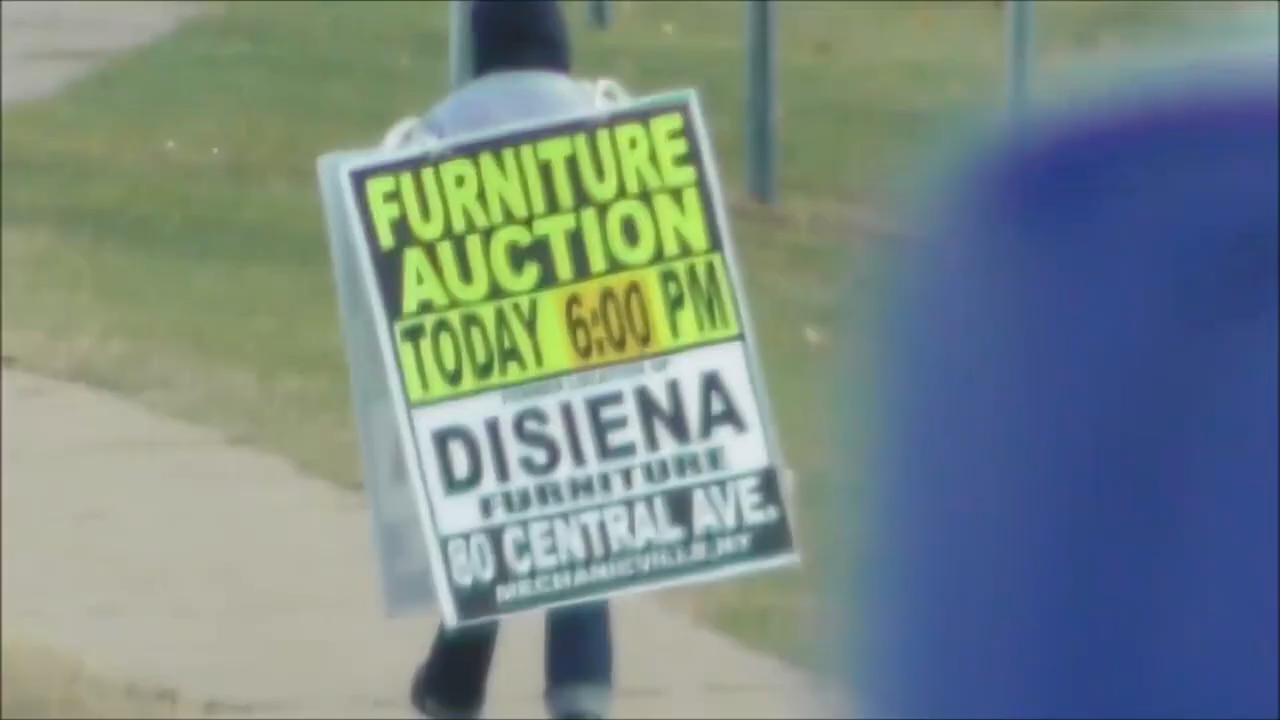 FURNITURE
AUCTION
TODAY 6:00 PM
DISIENA
FURNITURE
80 CENTRAL AVE.
MECHANICVILLE, NY